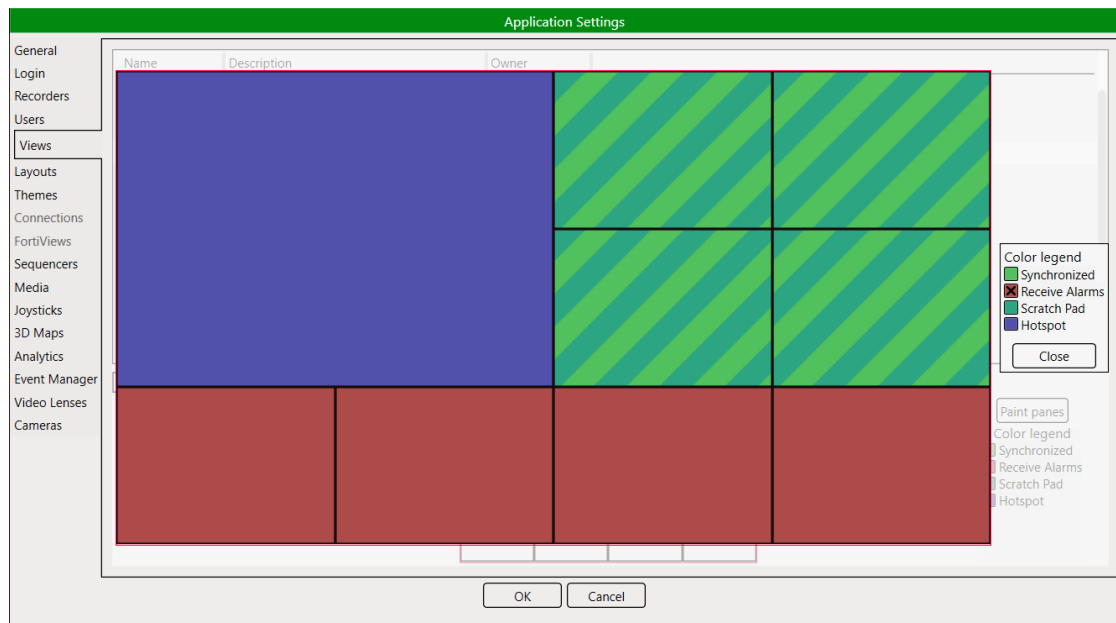 Application Settings
General
Login
Recorders
Users
Views
Layouts
Themes
Connections
FortiViews
Sequencers
Media
Joysticks
3D Maps
Analytics
Event Manager
Video Lenses
Cameras
Name Description Owner
Color legend
Synchronized
Receive Alarms
Scratch Pad
Hotspot
Close
Paint panes
Color legend
Synchronized
Receive Alarms
Scratch Pad
Hotspot
OK Cancel